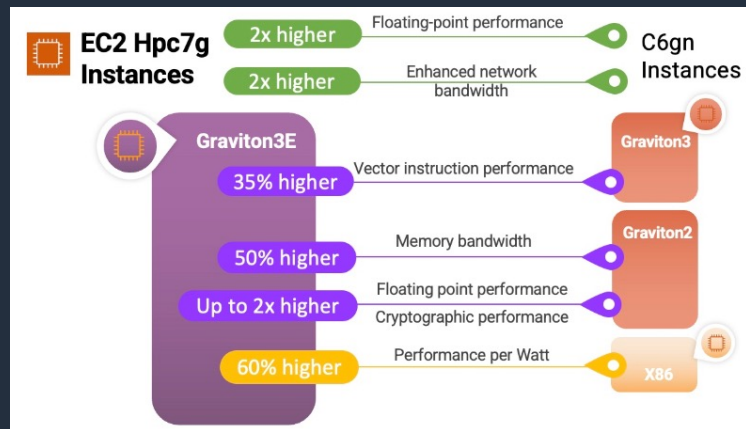 EC2 Hpc7g
Instances
2x higher
Floating-point performance
C6gn
Instances
2x higher
Enhanced network
bandwidth
Graviton3E
Graviton3
35% higher
Vector instruction performance
Graviton2
50% higher
Memory bandwidth
Up to 2x higher
Floating point performance
Cryptographic performance
60% higher
Performance per Watt
X86